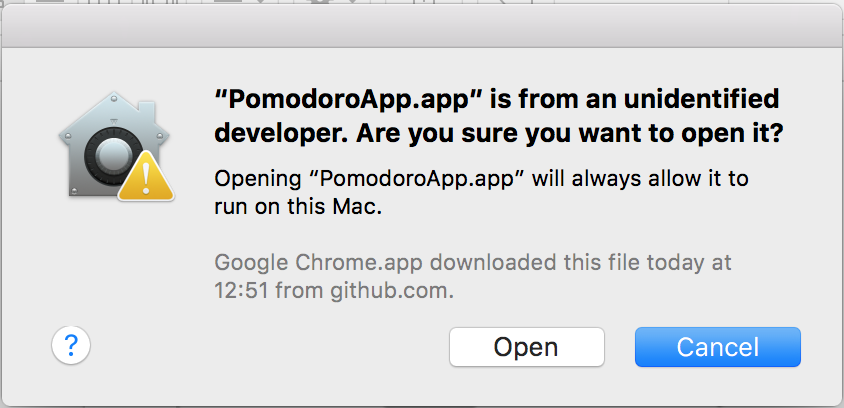 “PomodoroApp.app” is from an unidentified
developer. Are you sure you want to open it?
Opening “PomodoroApp.app” will always allow it to
run on this Mac.
Google Chrome.app downloaded this file today at
12:51 from github.com.
?
Open
Cancel